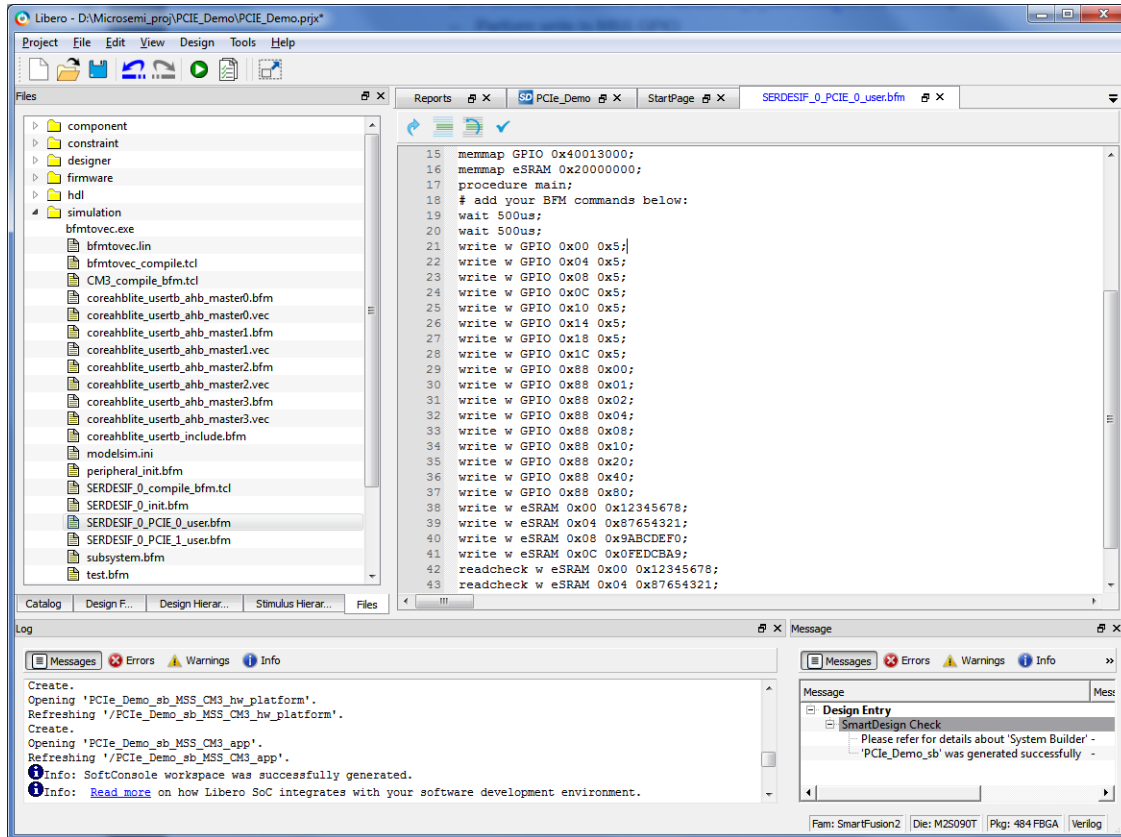 Libero - D:\Microsemi_proj\PCIE_Demo\PCIE_Demo.prjx*
Project File Edit View Design Tools Help
Files
Reports
SD PCIe_Demo
StartPage
SERDESIF_0_PCIE_0_user.bfm
component
constraint
designer
firmware
hdl
simulation
bfmtovec.exe
bfmtovec.lin
bfmtovec_compile.tcl
CM3_compile_bfm.tcl
coreahblite_usertb_ahb_master0.bfm
coreahblite_usertb_ahb_master0.vec
coreahblite_usertb_ahb_master1.bfm
coreahblite_usertb_ahb_master1.vec
coreahblite_usertb_ahb_master2.bfm
coreahblite_usertb_ahb_master2.vec
coreahblite_usertb_ahb_master3.bfm
coreahblite_usertb_ahb_master3.vec
coreahblite_usertb_include.bfm
modelsim.ini
peripheral_init.bfm
SERDESIF_0_compile_bfm.tcl
SERDESIF_0_init.bfm
SERDESIF_0_PCIE_0_user.bfm
SERDESIF_0_PCIE_1_user.bfm
subsystem.bfm
test.bfm
Catalog
Design F...
Design Hierar...
Stimulus Hierar...
Files
15 memmap GPIO 0x40013000;
16 memmap eSRAM 0x20000000;
17 procedure main;
18 # add your BFM commands below:
19 wait 500us;
20 wait 500us;
21 write w GPIO 0x00 0x5;
22 write w GPIO 0x04 0x5;
23 write w GPIO 0x08 0x5;
24 write w GPIO 0x0C 0x5;
25 write w GPIO 0x10 0x5;
26 write w GPIO 0x14 0x5;
27 write w GPIO 0x18 0x5;
28 write w GPIO 0x1C 0x5;
29 write w GPIO 0x88 0x00;
30 write w GPIO 0x88 0x01;
31 write w GPIO 0x88 0x02;
32 write w GPIO 0x88 0x04;
33 write w GPIO 0x88 0x08;
34 write w GPIO 0x88 0x10;
35 write w GPIO 0x88 0x20;
36 write w GPIO 0x88 0x40;
37 write w GPIO 0x88 0x80;
38 write w eSRAM 0x00 0x12345678;
39 write w eSRAM 0x04 0x87654321;
40 write w eSRAM 0x08 0x9ABCDEF0;
41 write w eSRAM 0x0C 0x0FEDCBA9;
42 readcheck w eSRAM 0x00 0x12345678;
43 readcheck w eSRAM 0x04 0x87654321;
Log
Messages Errors Warnings Info
Create.
Opening 'PCIe_Demo_sb_MSS_CM3_hw_platform'.
Refreshing '/PCIe_Demo_sb_MSS_CM3_hw_platform'.
Create.
Opening 'PCIe_Demo_sb_MSS_CM3_app'.
Refreshing '/PCIe_Demo_sb_MSS_CM3_app'.
Info: SoftConsole workspace was successfully generated.
Info: Read more on how Libero SoC integrates with your software development environment.
Message
Messages Errors Warnings Info »
Message Mess
Design Entry
SmartDesign Check
Please refer for details about 'System Builder' -
'PCIe_Demo_sb' was generated successfully -
Fam: SmartFusion2 Die: M2S090T Pkg: 484 FBGA Verilog